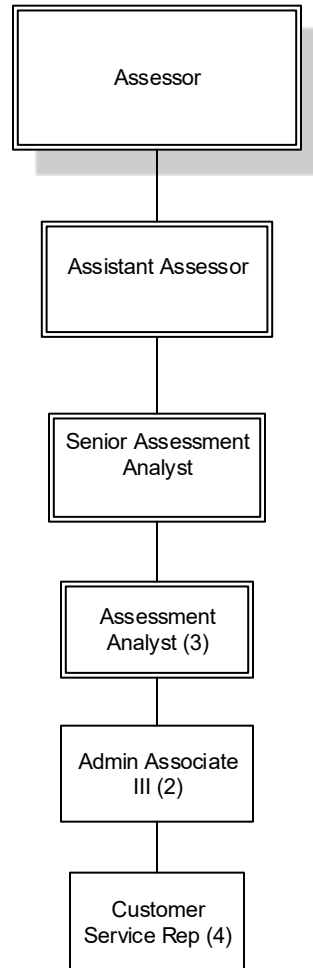 Assessor
Assistant Assessor
Senior Assessment
Analyst
Assessment
Analyst (3)
Admin Associate
III (2)
Customer
Service Rep (4)